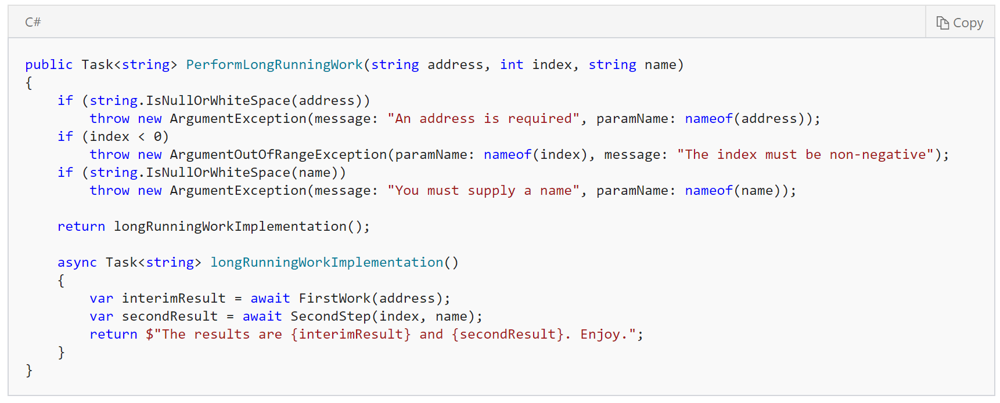 C#
Copy
public Task<string> PerformLongRunningWork(string address, int index, string name)
{
    if (string.IsNullOrWhiteSpace(address))
        throw new ArgumentException(message: "An address is required", paramName: nameof(address));
    if (index < 0)
        throw new ArgumentOutOfRangeException(paramName: nameof(index), message: "The index must be non-negative");
    if (string.IsNullOrWhiteSpace(name))
        throw new ArgumentException(message: "You must supply a name", paramName: nameof(name));
    return longRunningWorkImplementation();
    async Task<string> longRunningWorkImplementation()
    {
        var interimResult = await FirstWork(address);
        var secondResult = await SecondStep(index, name);
        return $"The results are {interimResult} and {secondResult}. Enjoy.";
    }
}